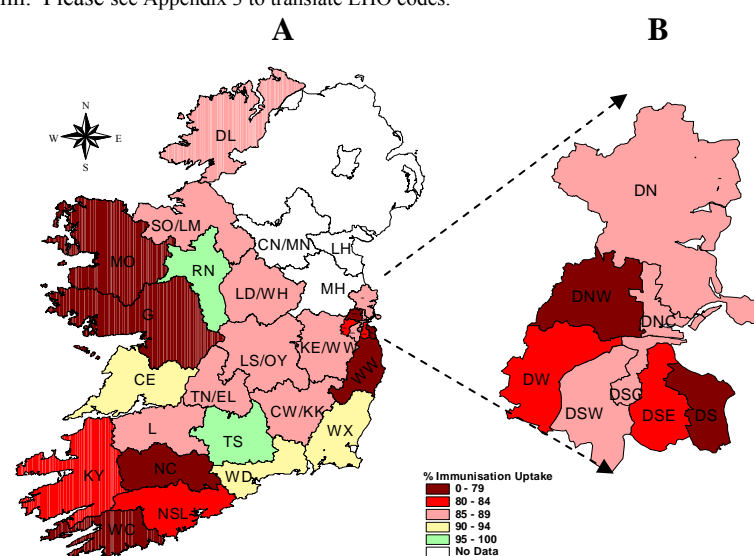 Please see Appendix 3 to translate LHO codes.
A B
N
W E
S
DL
SO/LM
MO
RN
CN/MN
LH
MH
G
LD/WH
KE/WW
LS/OY
WW
CE
TN/EL
CW/KK
L
TS
WX
KY
NC
WD
NSL
WC
DN
DNW
DNC
DW
DSW
DSG
DSE
DS
% Immunisation Uptake
0 - 79
80 - 84
85 - 89
90 - 94
95 - 100
No Data